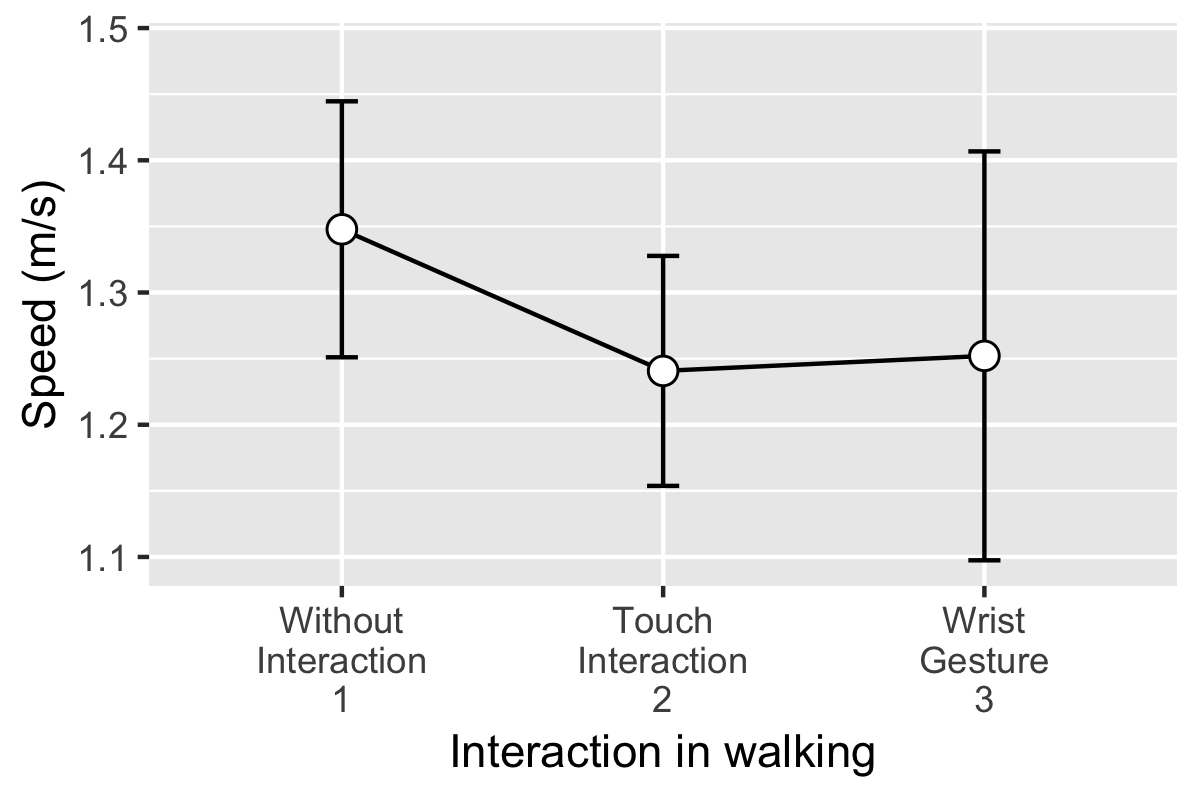 1.5
1.4
1.3
1.2
1.1
Speed (m/s)
Without Touch Wrist
Interaction Interaction Gesture
1 2 3
Interaction in walking